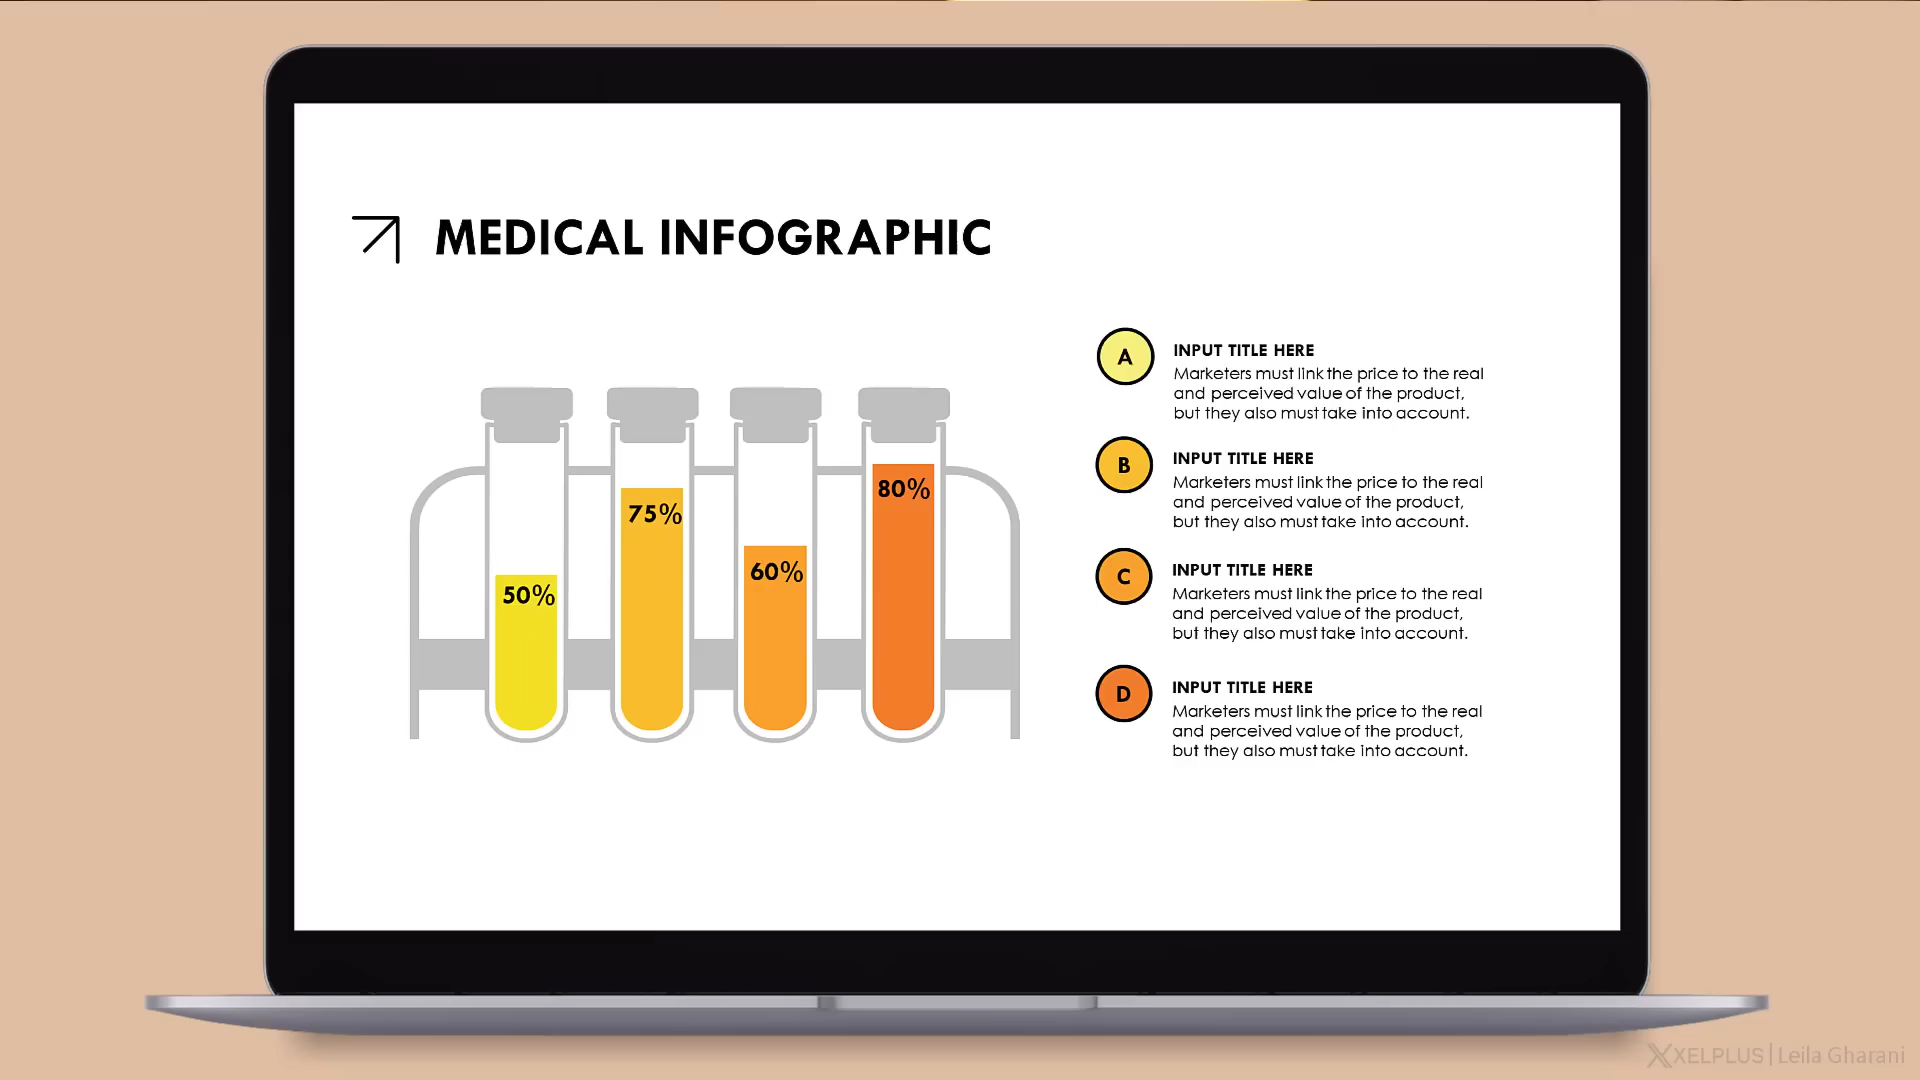 MEDICAL INFOGRAPHIC
50%
75%
60%
80%
A
INPUT TITLE HERE
Marketers must link the price to the real
and perceived value of the product,
but they also must take into account.
B
INPUT TITLE HERE
Marketers must link the price to the real
and perceived value of the product,
but they also must take into account.
C
INPUT TITLE HERE
Marketers must link the price to the real
and perceived value of the product,
but they also must take into account.
D
INPUT TITLE HERE
Marketers must link the price to the real
and perceived value of the product,
but they also must take into account.
XELPLUS | Leila Gharani